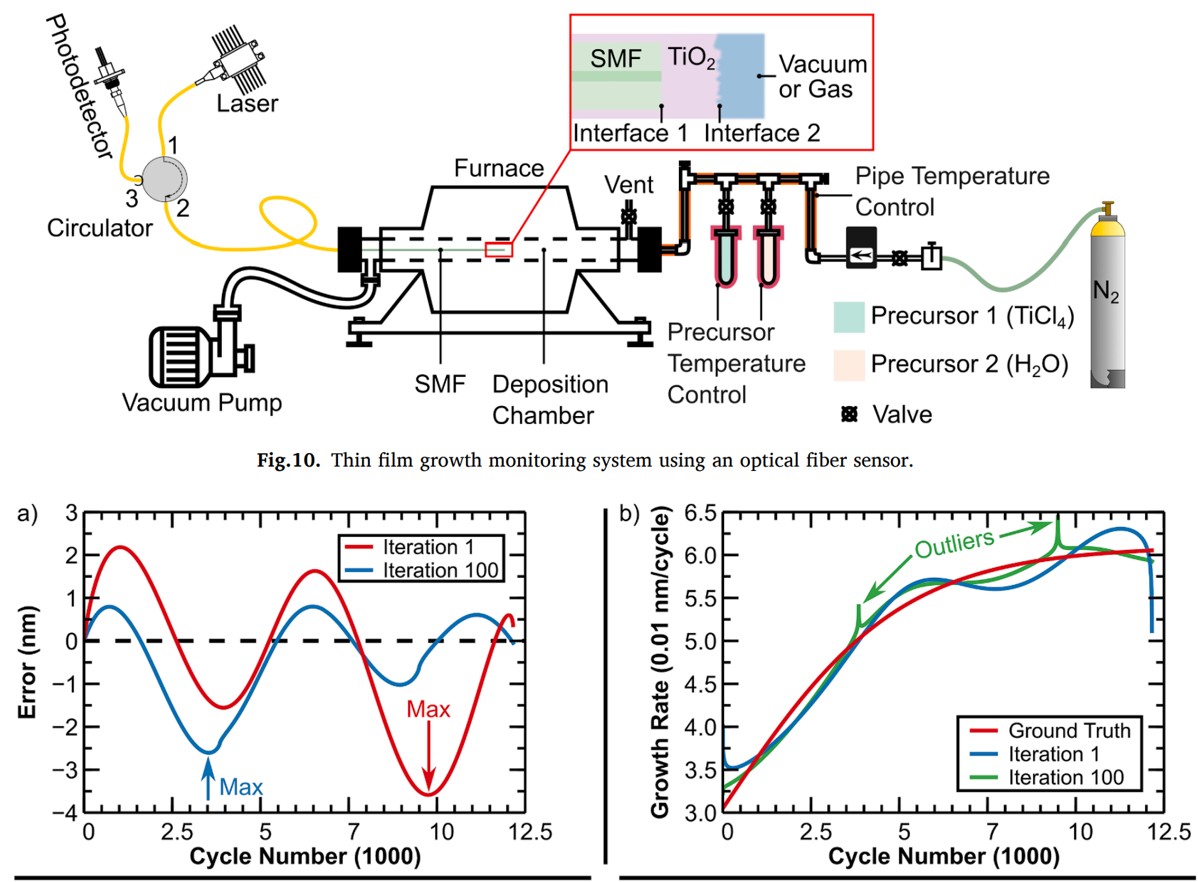 Photodetector
Laser
1
3
2
Circulator
SMF
TiO2
Vacuum
or Gas
Interface 1
Interface 2
Furnace
Vent
Pipe Temperature
Control
N2
Precursor 1 (TiCl4)
Precursor 2 (H2O)
Valve
Precursor
Temperature
Control
SMF
Deposition
Chamber
Vacuum Pump
Fig.10. Thin film growth monitoring system using an optical fiber sensor.
a)
Error (nm)
3
2
1
0
−1
−2
−3
−4
Iteration 1
Iteration 100
Max
Max
0 2.5 5 7 10 12.5
Cycle Number (1000)
b)
Growth Rate (0.01 nm/cycle)
6.5
6.0
5.5
5.0
4.5
4.0
3.5
3.0
Outliers
Ground Truth
Iteration 1
Iteration 100
0 2.5 5 7 10 12.5
Cycle Number (1000)